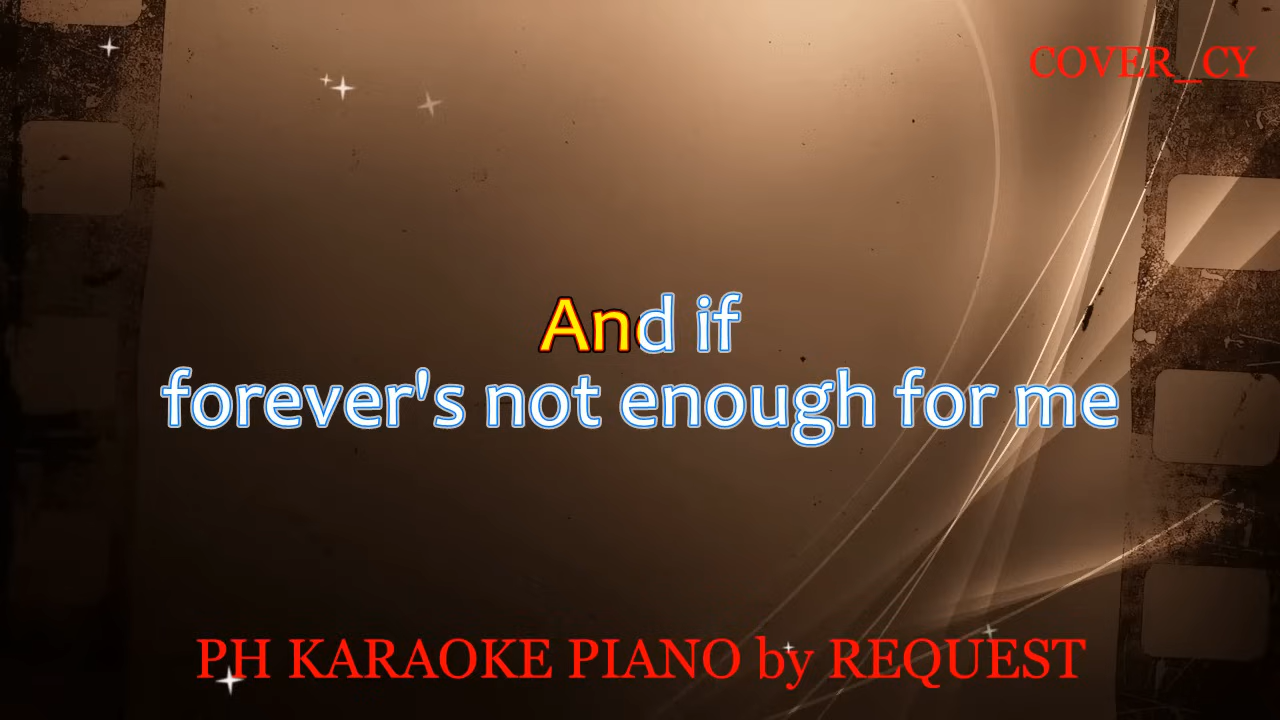 COVER_CY
And if
forever's not enough for me
PH KARAOKE PIANO by REQUEST